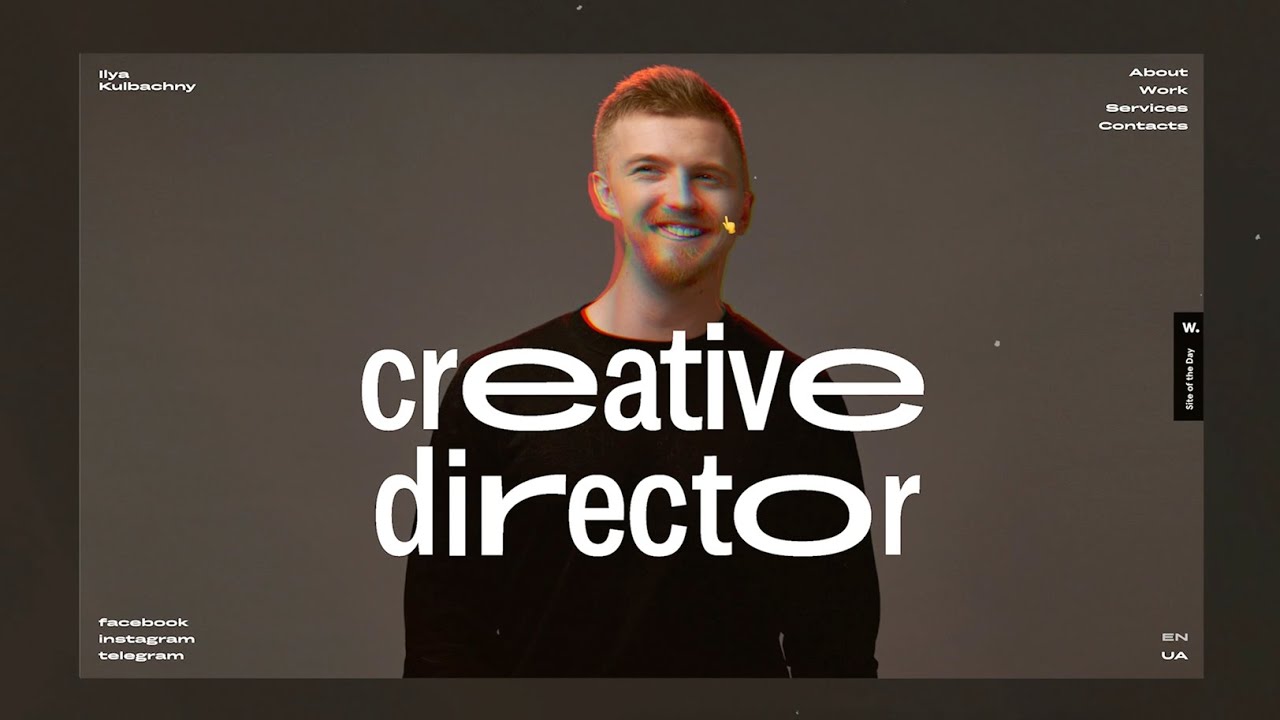 Ilya
Kulbachny
About
Work
Services
Contacts
creative
director
W.
Site of the Day
facebook
instagram
telegram
EN
UA